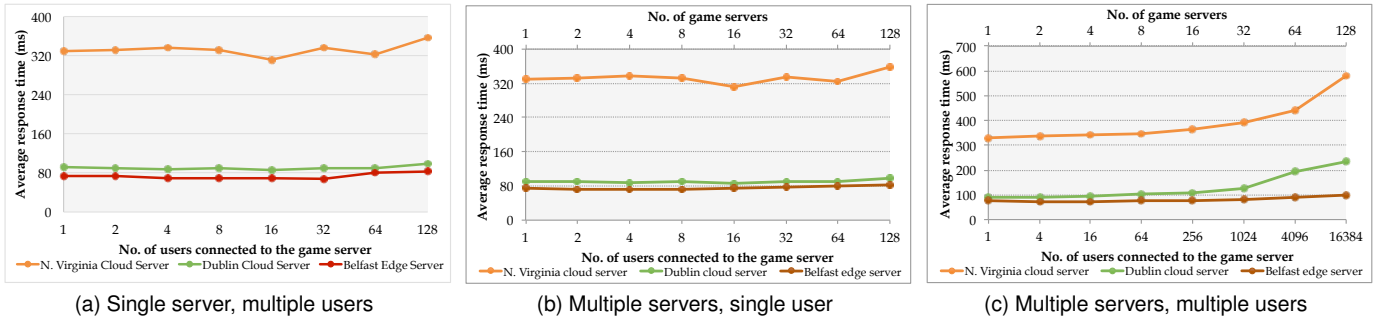 400
320
240
160
80
0
Average response time (ms)
1 2 4 8 16 32 64 128
No. of users connected to the game server
N. Virginia Cloud Server Dublin Cloud Server Belfast Edge Server
(a) Single server, multiple users
No. of game servers
1 2 4 8 16 32 64 128
400
320
240
160
80
0
Average response time (ms)
1 2 4 8 16 32 64 128
No. of users connected to the game server
N. Virginia cloud server Dublin cloud server Belfast edge server
(b) Multiple servers, single user
No. of game servers
1 2 4 8 16 32 64 128
700
600
500
400
300
200
100
0
Average response time (ms)
1 4 16 64 256 1024 4096 16384
No. of users connected to the game server
N. Virginia cloud server Dublin cloud server Belfast edge server
(c) Multiple servers, multiple users